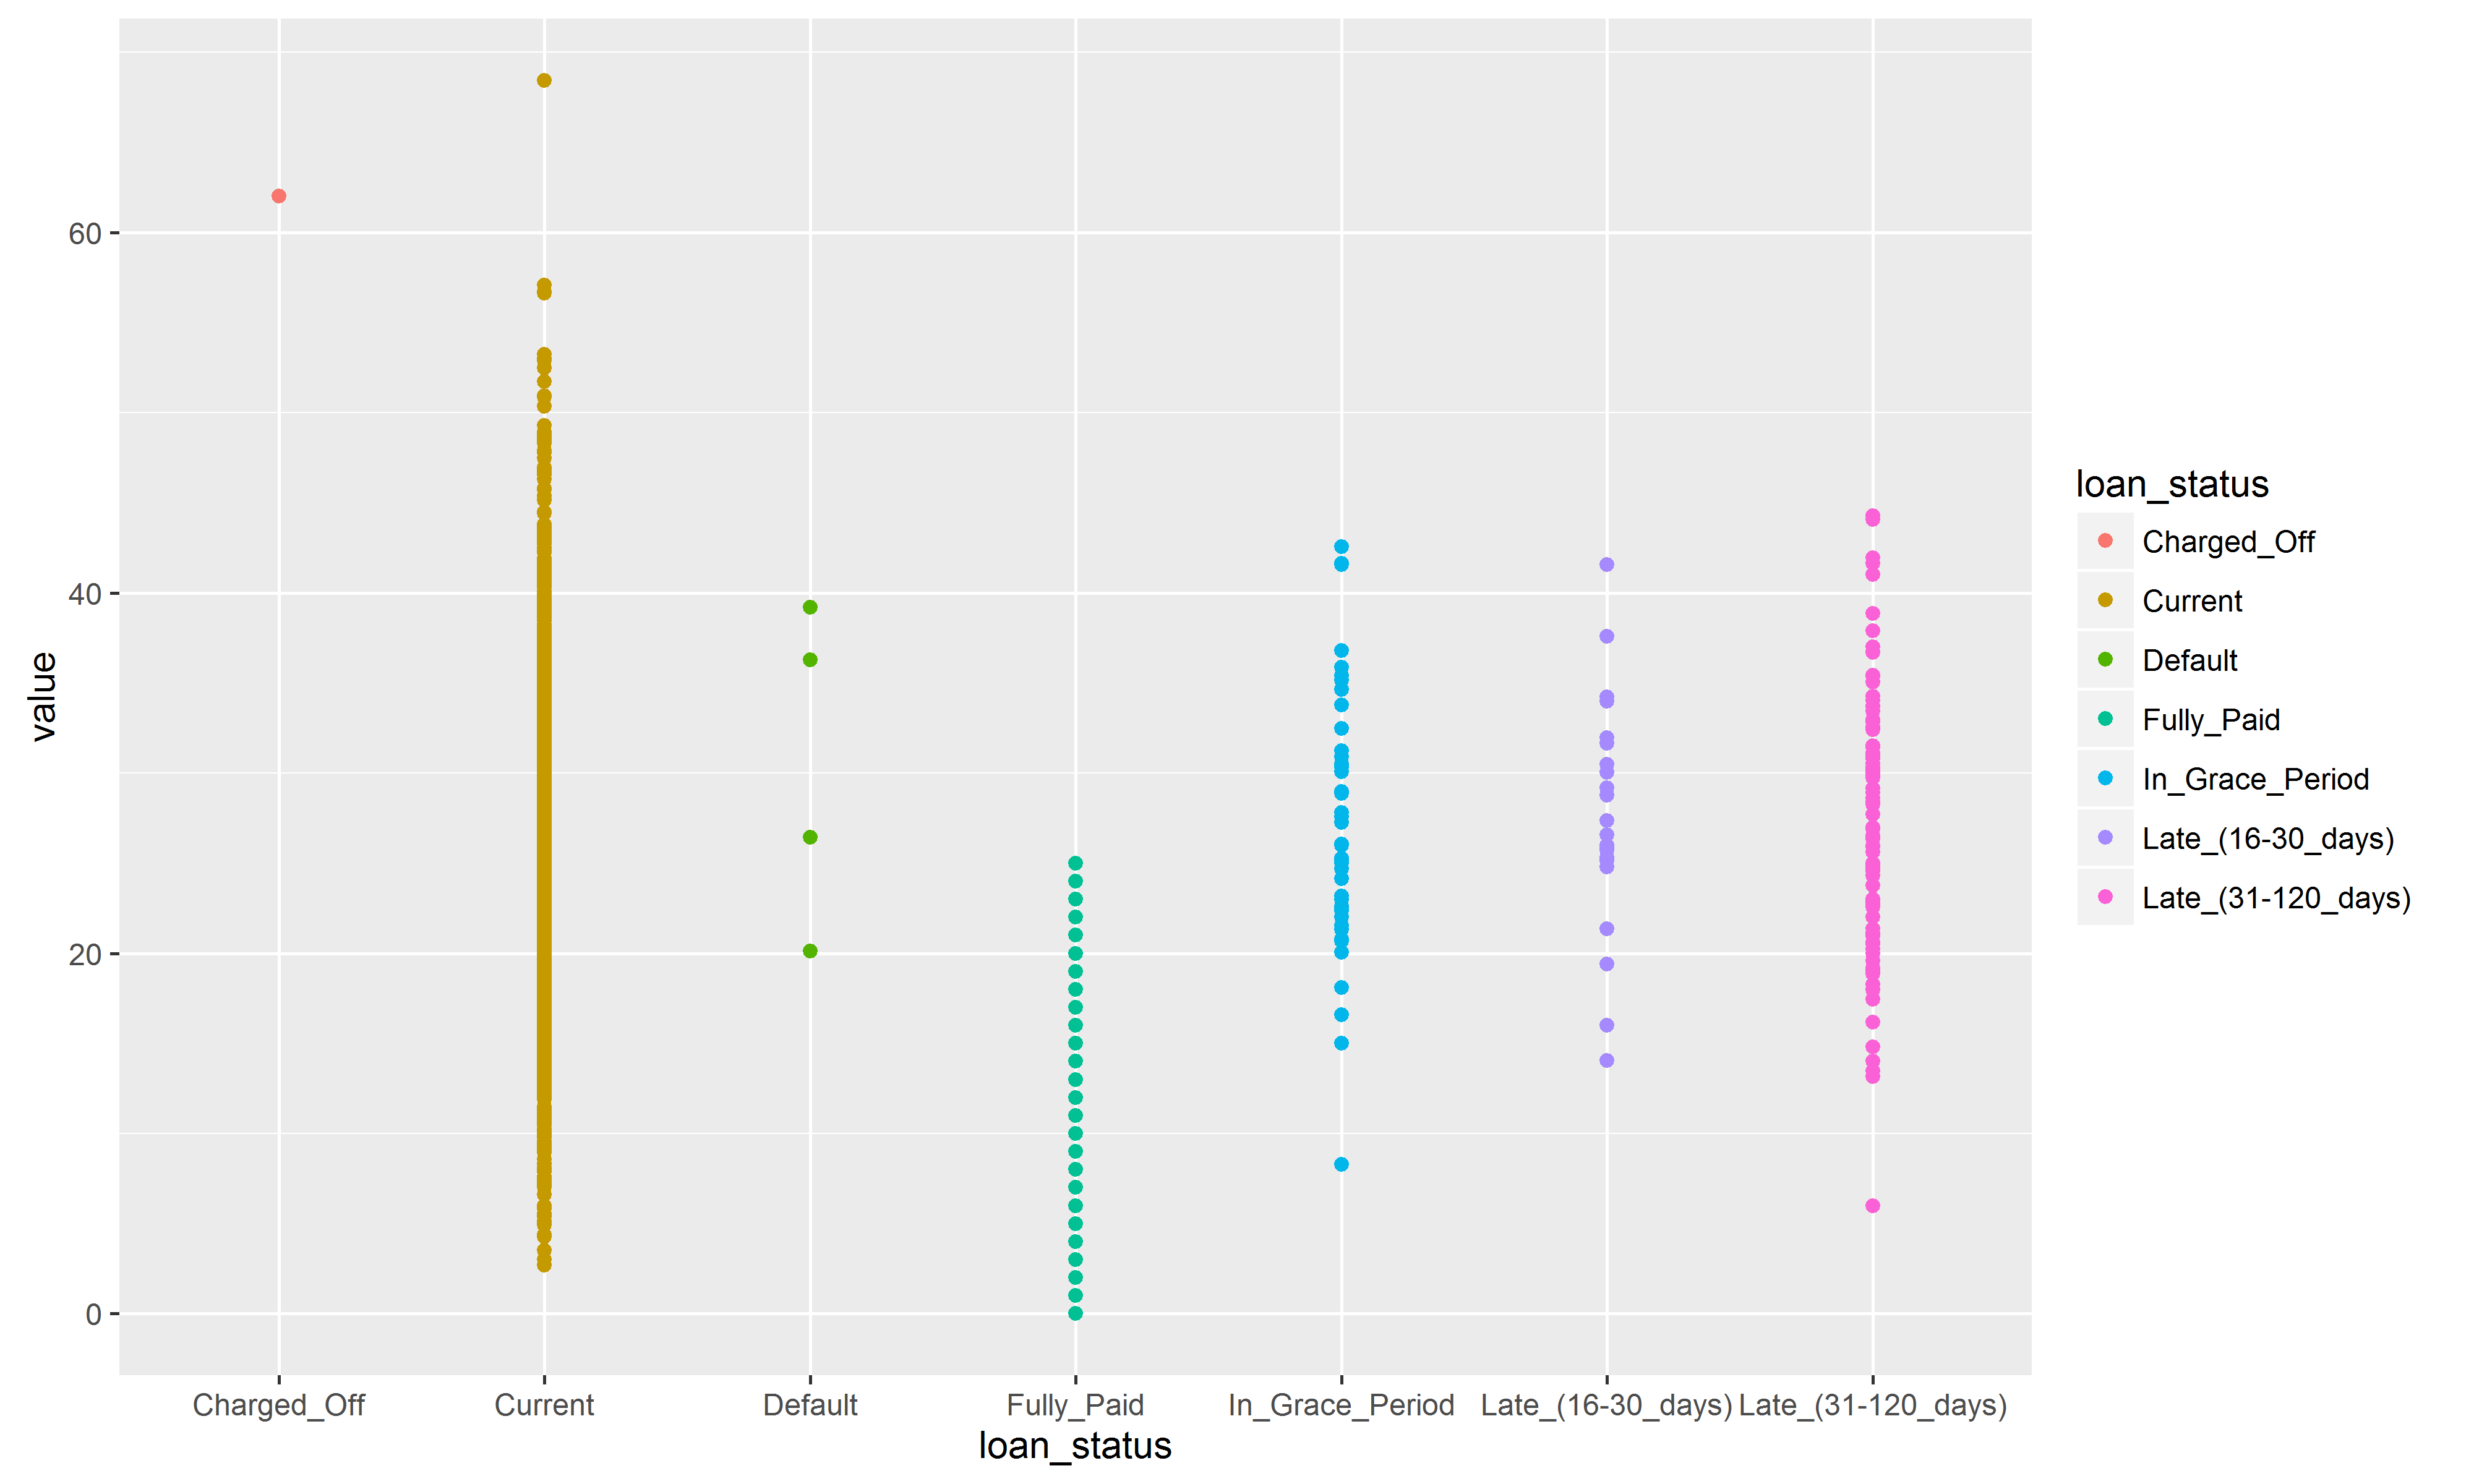 value
60
40
20
0
Charged_Off
Current
Default
Fully_Paid
In_Grace_Period
Late_(16-30_days)
Late_(31-120_days)
loan_status
loan_status
Charged_Off
Current
Default
Fully_Paid
In_Grace_Period
Late_(16-30_days)
Late_(31-120_days)